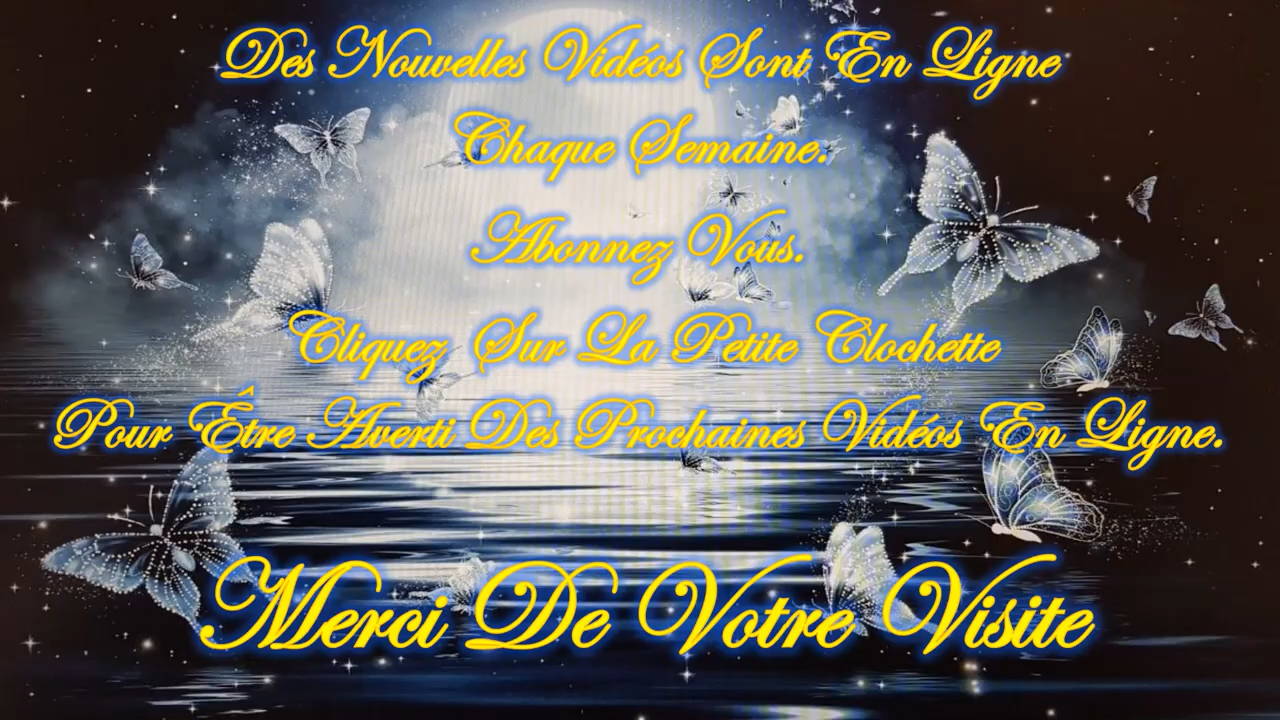 Des Nouvelles Vidéos Sont En Ligne
Chaque Semaine.
Abonnez Vous.
Cliquez Sur La Petite Clochette
Pour Être Averti Des Prochaines Vidéos En Ligne.
Merci De Votre Visite